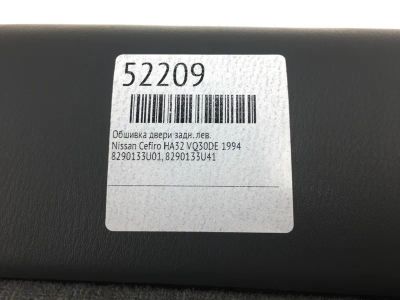 52209
Обшивка двери задн. лев.
Nissan Cefiro HA32 VQ30DE 1994
8290133U01, 8290133U41